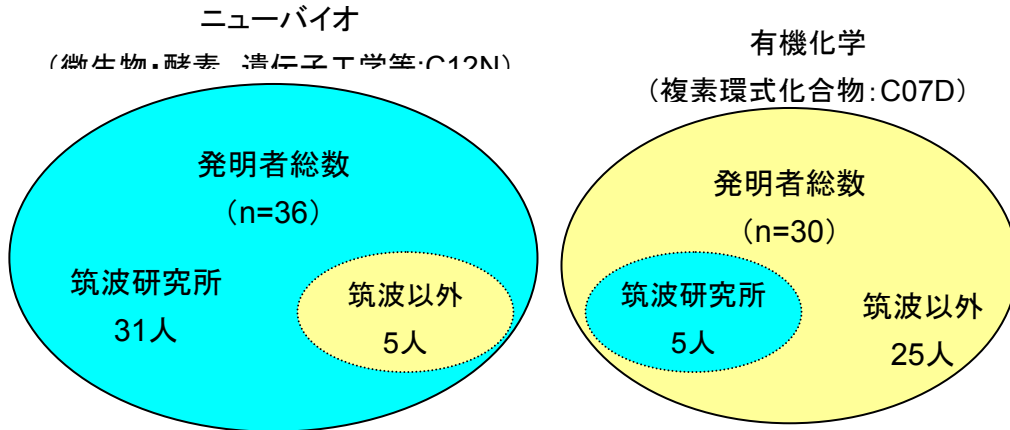 ニューバイオ
（微生物・酵素、遺伝子工学等:C12N）
発明者総数
（n=36）
筑波研究所
31人
筑波以外
5人
有機化学
（複素環式化合物：C07D）
発明者総数
（n=30）
筑波研究所
5人
筑波以外
25人